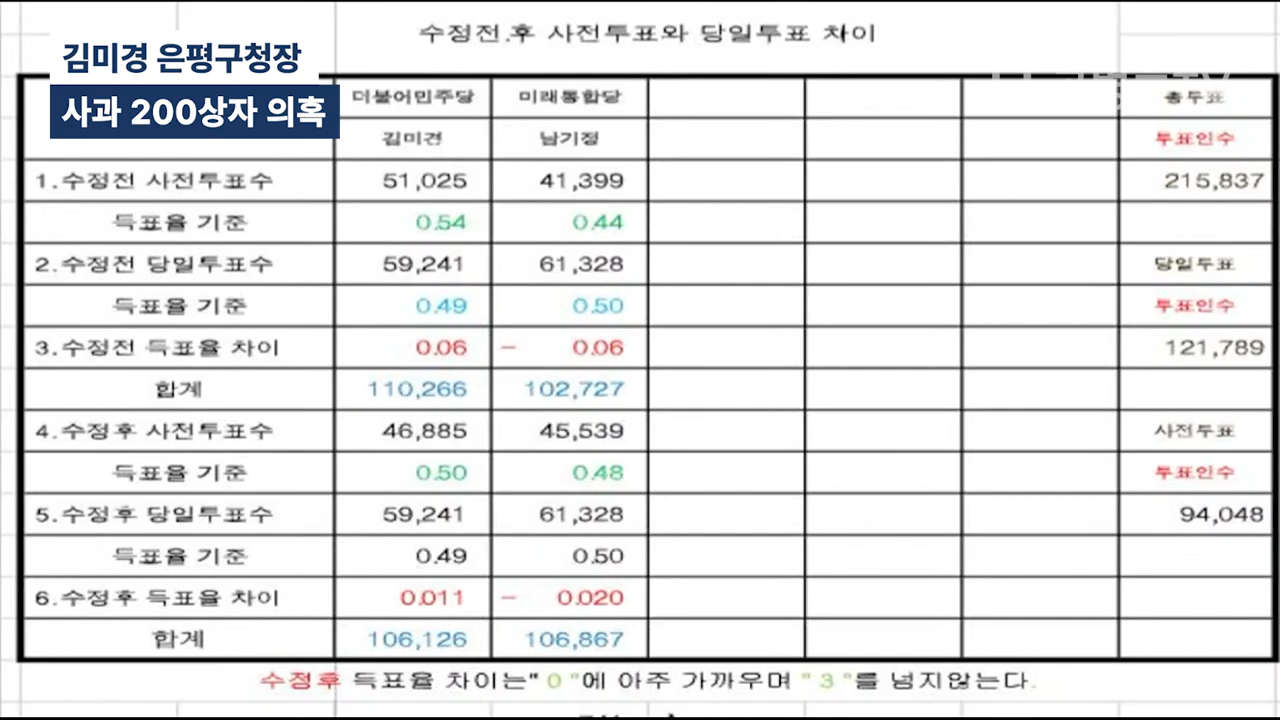 수정전.후 사전투표와 당일투표 차이
김미경 은평구청장
사과 200상자 의혹
더불어민주당 미래통합당 총투표
김미경 남기정 투표인수
1.수정전 사전투표수 51,025 41,399 215,837
득표율 기준 0.54 0.44
2.수정전 당일투표수 59,241 61,328 당일투표
득표율 기준 0.49 0.50 투표인수
3.수정전 득표율 차이 0.06 - 0.06 121,789
합계 110,266 102,727
4.수정후 사전투표수 46,885 45,539 사전투표
득표율 기준 0.50 0.48 투표인수
5.수정후 당일투표수 59,241 61,328 94,048
득표율 기준 0.49 0.50
6.수정후 득표율 차이 0.011 - 0.020
합계 106,126 106,867
수정후 득표율 차이는" 0 "에 아주 가까우며 " 3 "를 넘지않는다.